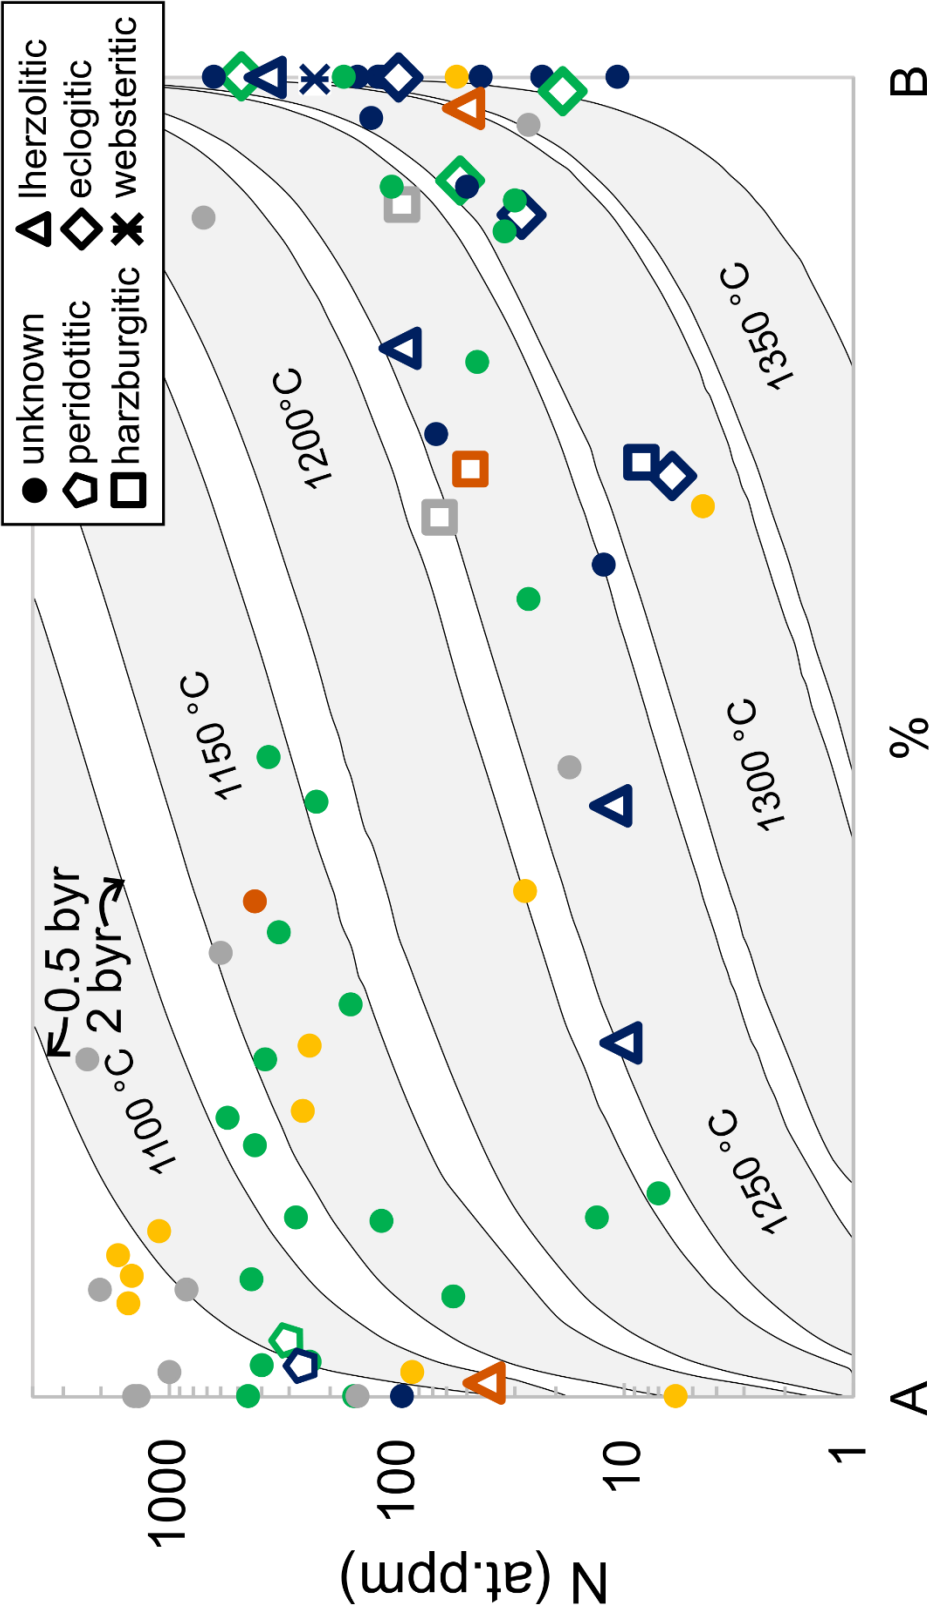 unknown
peridotitic
harzburgitic
lherzolitic
eclogitic
websteritic
0.5 byr
2 byr
1100 °C
1150 °C
1200°C
1250 °C
1300 °C
1350 °C
N (at.ppm)
1000
100
10
1
A
%
B